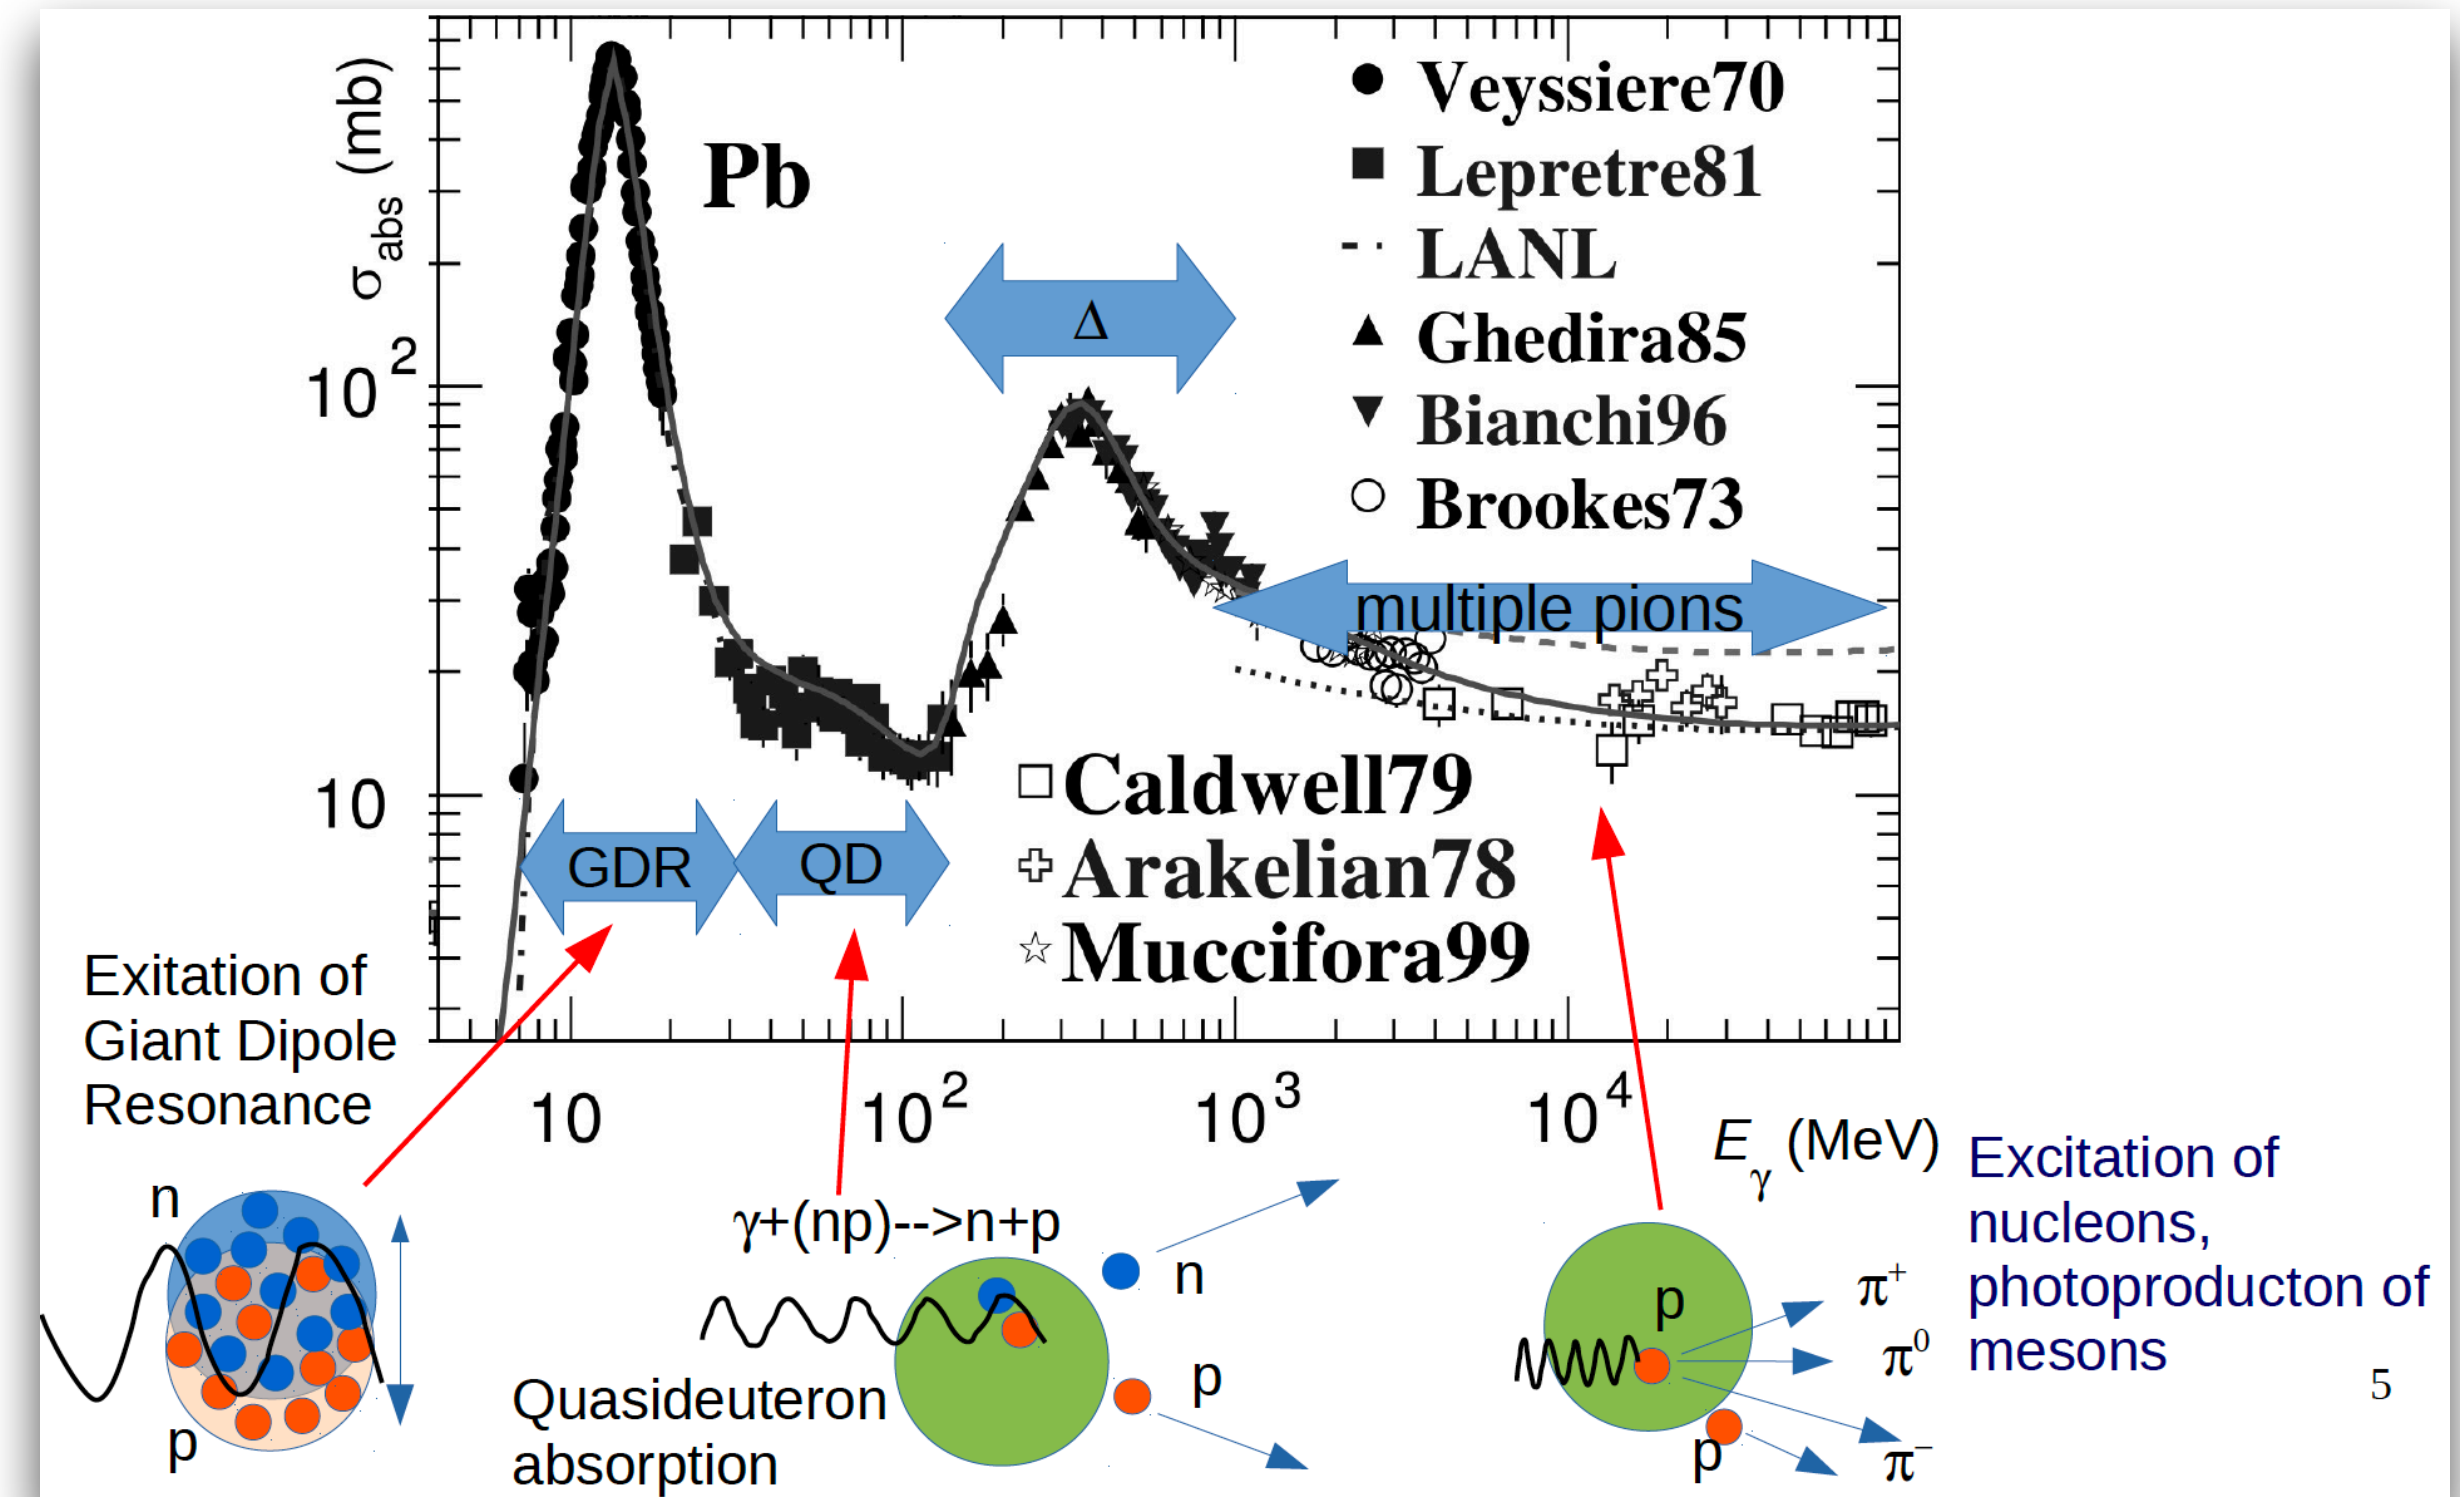 σabs (mb)
10²
10
Pb
Veyssiere70
Lepretre81
LANL
Ghedira85
Bianchi96
Brookes73
Δ
multiple pions
Caldwell79
Arakelian78
Muccifora99
GDR
QD
10
10²
10³
10⁴
Eγ (MeV)
Exitation of
Giant Dipole
Resonance
n
p
γ+(np)-->n+p
n
p
Quasideuteron
absorption
p
p
π⁺
π⁰
π⁻
Excitation of
nucleons,
photoproducton of
mesons
5